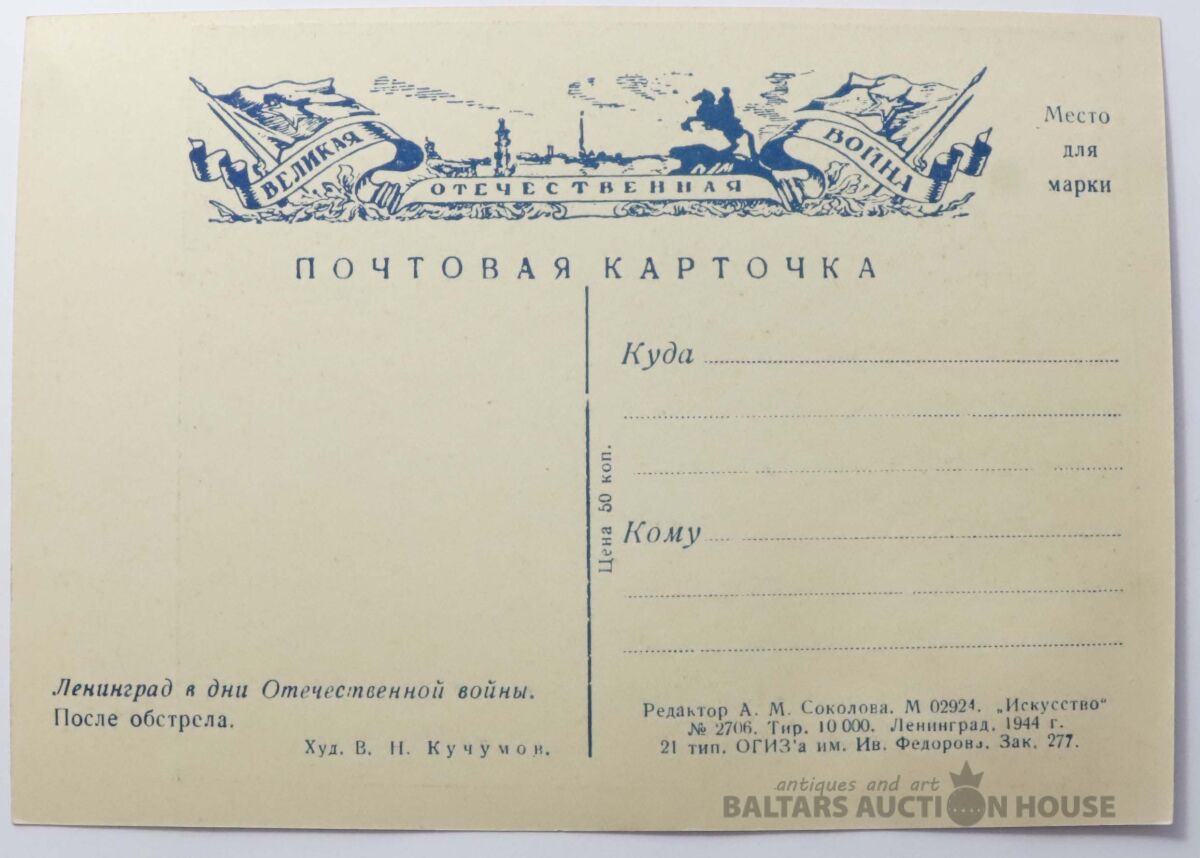 ВЕЛИКАЯ
ОТЕЧЕСТВЕННАЯ
ВОЙНА
Место
для
марки
ПОЧТОВАЯ КАРТОЧКА
Куда
Кому
Цена 50 коп.
Ленинград в дни Отечественной войны.
После обстрела.
Худ. В. Н. Кучумов.
Редактор А. М. Соколова. М 02924. „Искусство“
№ 2706. Тир. 10 000. Ленинград. 1944 г.
21 тип. ОГИЗ'а им. Ив. Федорова. Зак. 277.
antiques and art
BALTARS AUCTION HOUSE